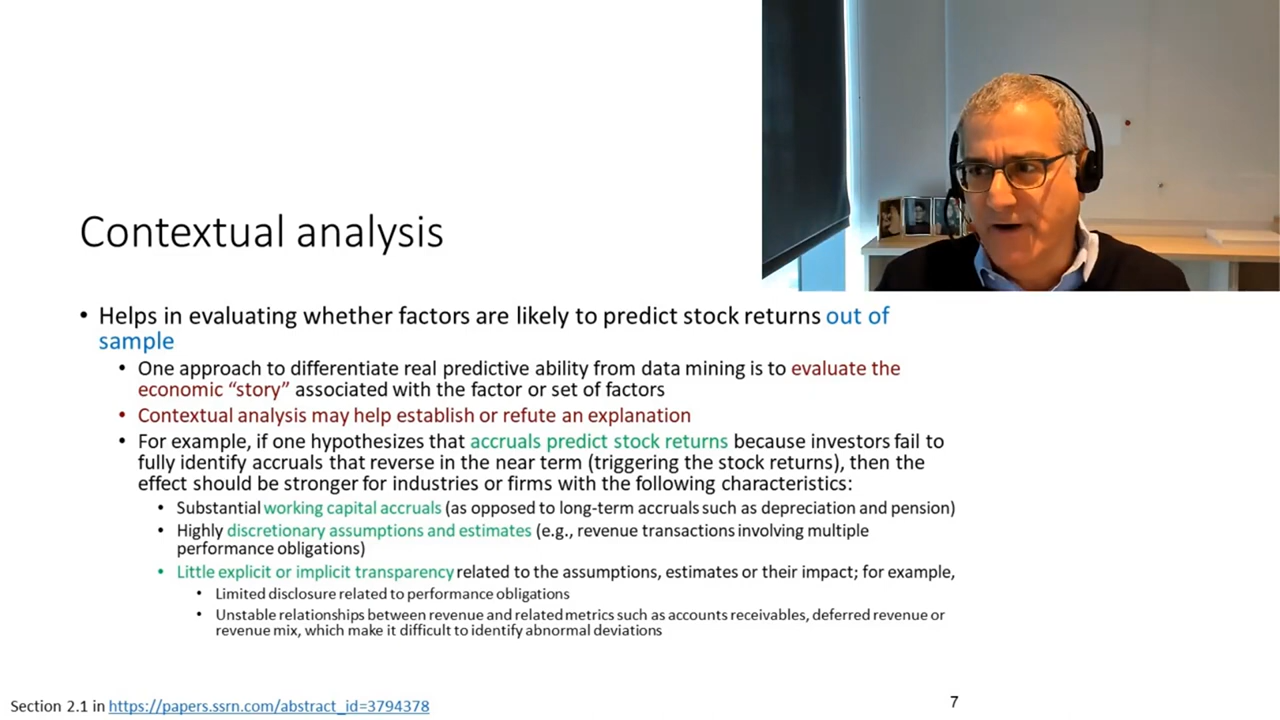 Contextual analysis
• Helps in evaluating whether factors are likely to predict stock returns out of
sample
• One approach to differentiate real predictive ability from data mining is to evaluate the
economic “story” associated with the factor or set of factors
• Contextual analysis may help establish or refute an explanation
• For example, if one hypothesizes that accruals predict stock returns because investors fail to
fully identify accruals that reverse in the near term (triggering the stock returns), then the
effect should be stronger for industries or firms with the following characteristics:
• Substantial working capital accruals (as opposed to long-term accruals such as depreciation and pension)
• Highly discretionary assumptions and estimates (e.g., revenue transactions involving multiple
performance obligations)
• Little explicit or implicit transparency related to the assumptions, estimates or their impact; for example,
• Limited disclosure related to performance obligations
• Unstable relationships between revenue and related metrics such as accounts receivables, deferred revenue or
revenue mix, which make it difficult to identify abnormal deviations
Section 2.1 in https://papers.ssrn.com/abstract_id=3794378
7